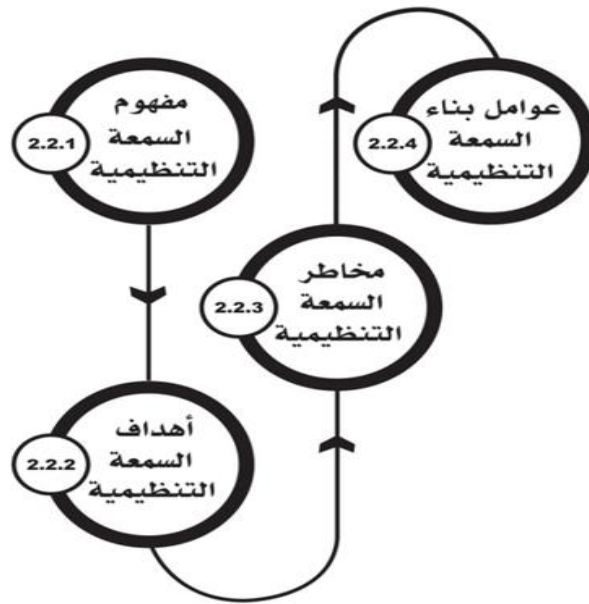 2.2.1
مفهوم
السمعة
التنظيمية
2.2.2
أهداف
السمعة
التنظيمية
2.2.3
مخاطر
السمعة
التنظيمية
2.2.4
عوامل بناء
السمعة
التنظيمية